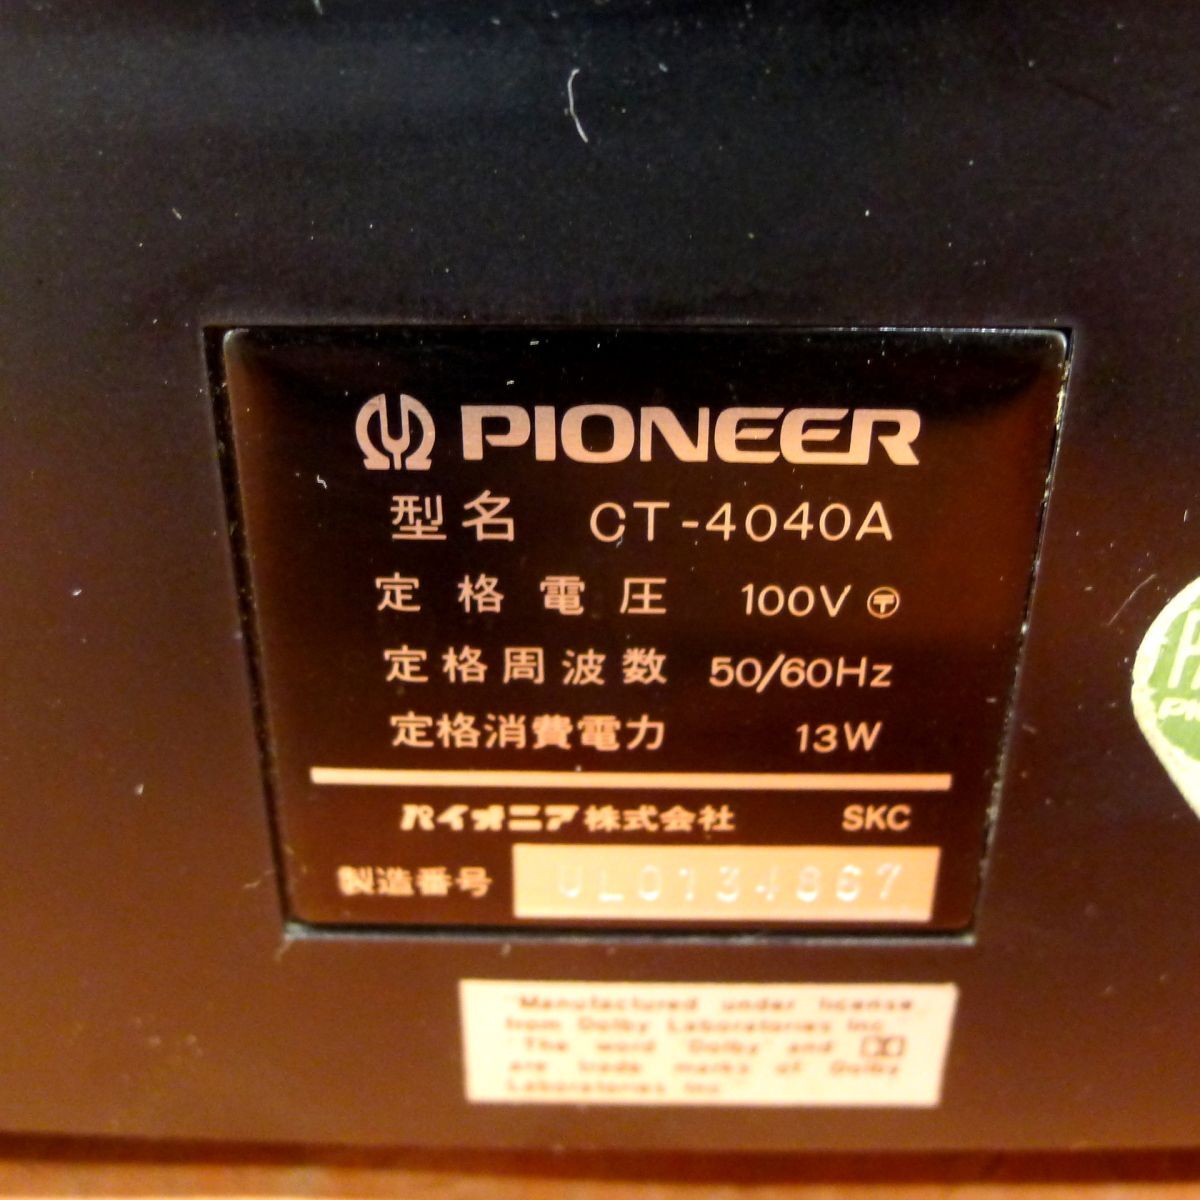 PIONEER
型名 CT-4040A
定格電圧 100V 〒
定格周波数 50/60Hz
定格消費電力 13W
パイオニア株式会社 SKC
製造番号
"Manufactured under license
from Dolby Laboratories Inc.
"The word "Dolby" and
are trade marks of Dolby
Laboratories Inc."